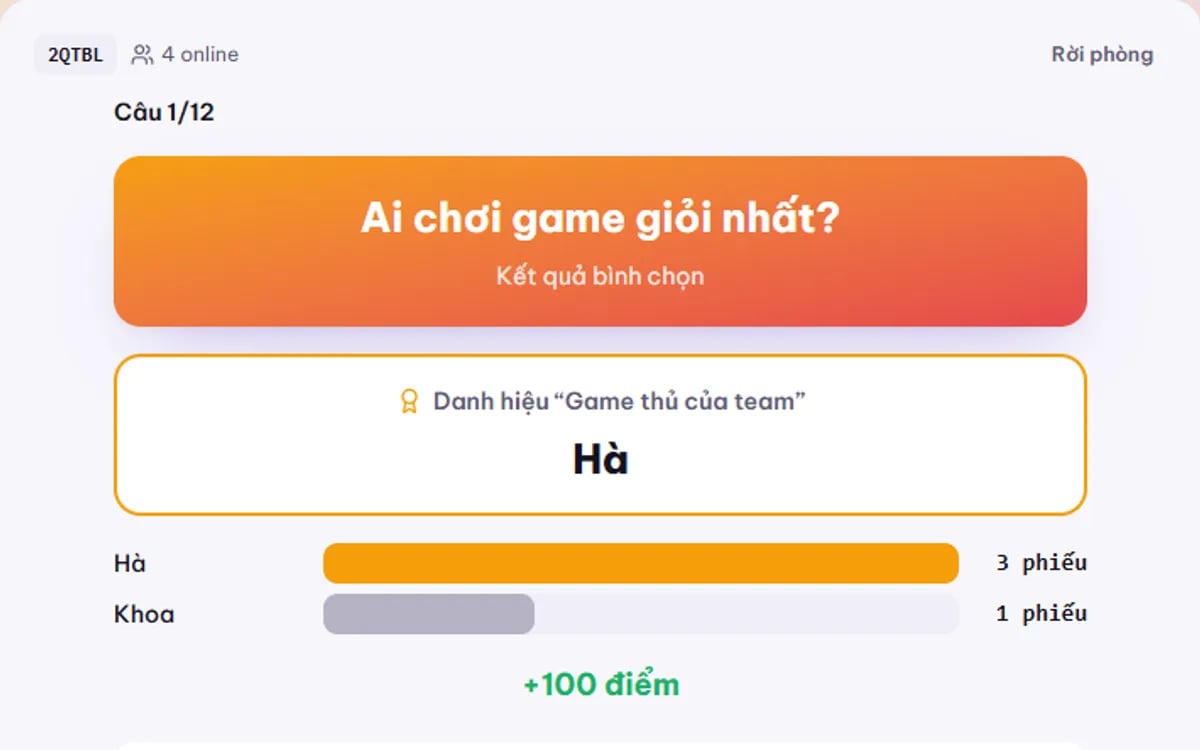 2QTBL 4 online Rời phòng
Câu 1/12
Ai chơi game giỏi nhất?
Kết quả bình chọn
Danh hiệu “Game thủ của team”
Hà
Hà 3 phiếu
Khoa 1 phiếu
+100 điểm